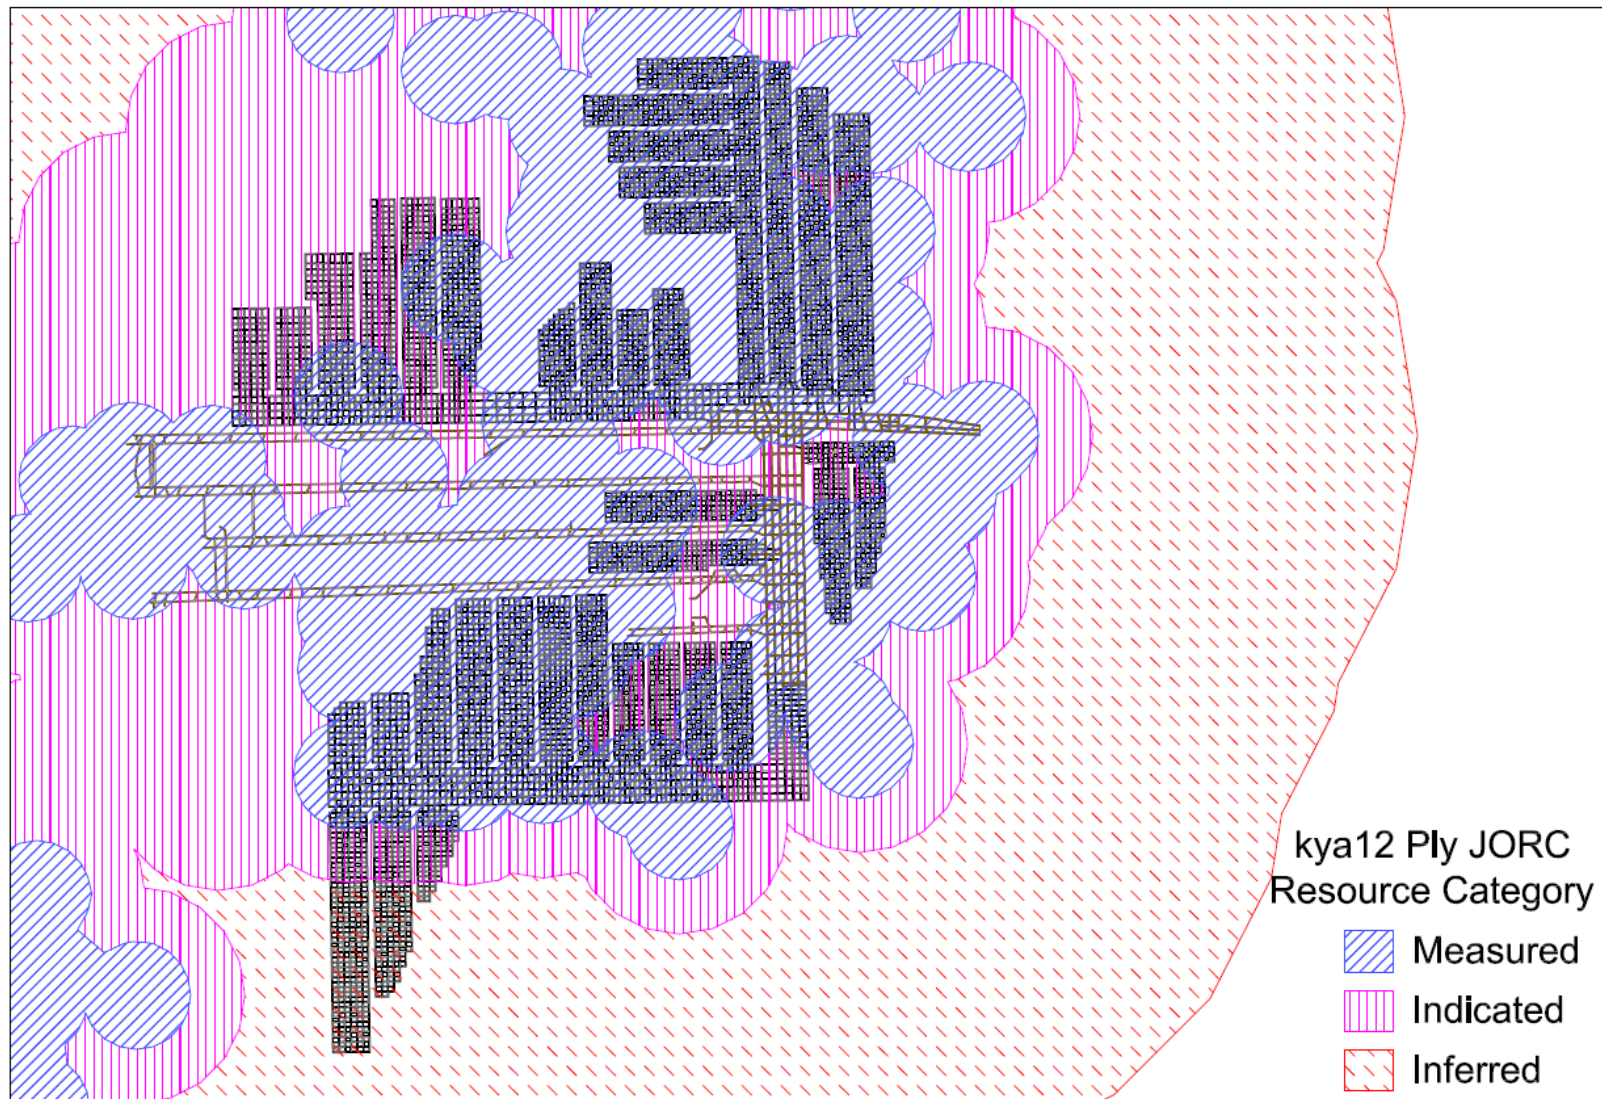 kya12 Ply JORC
Resource Category
Measured
Indicated
Inferred